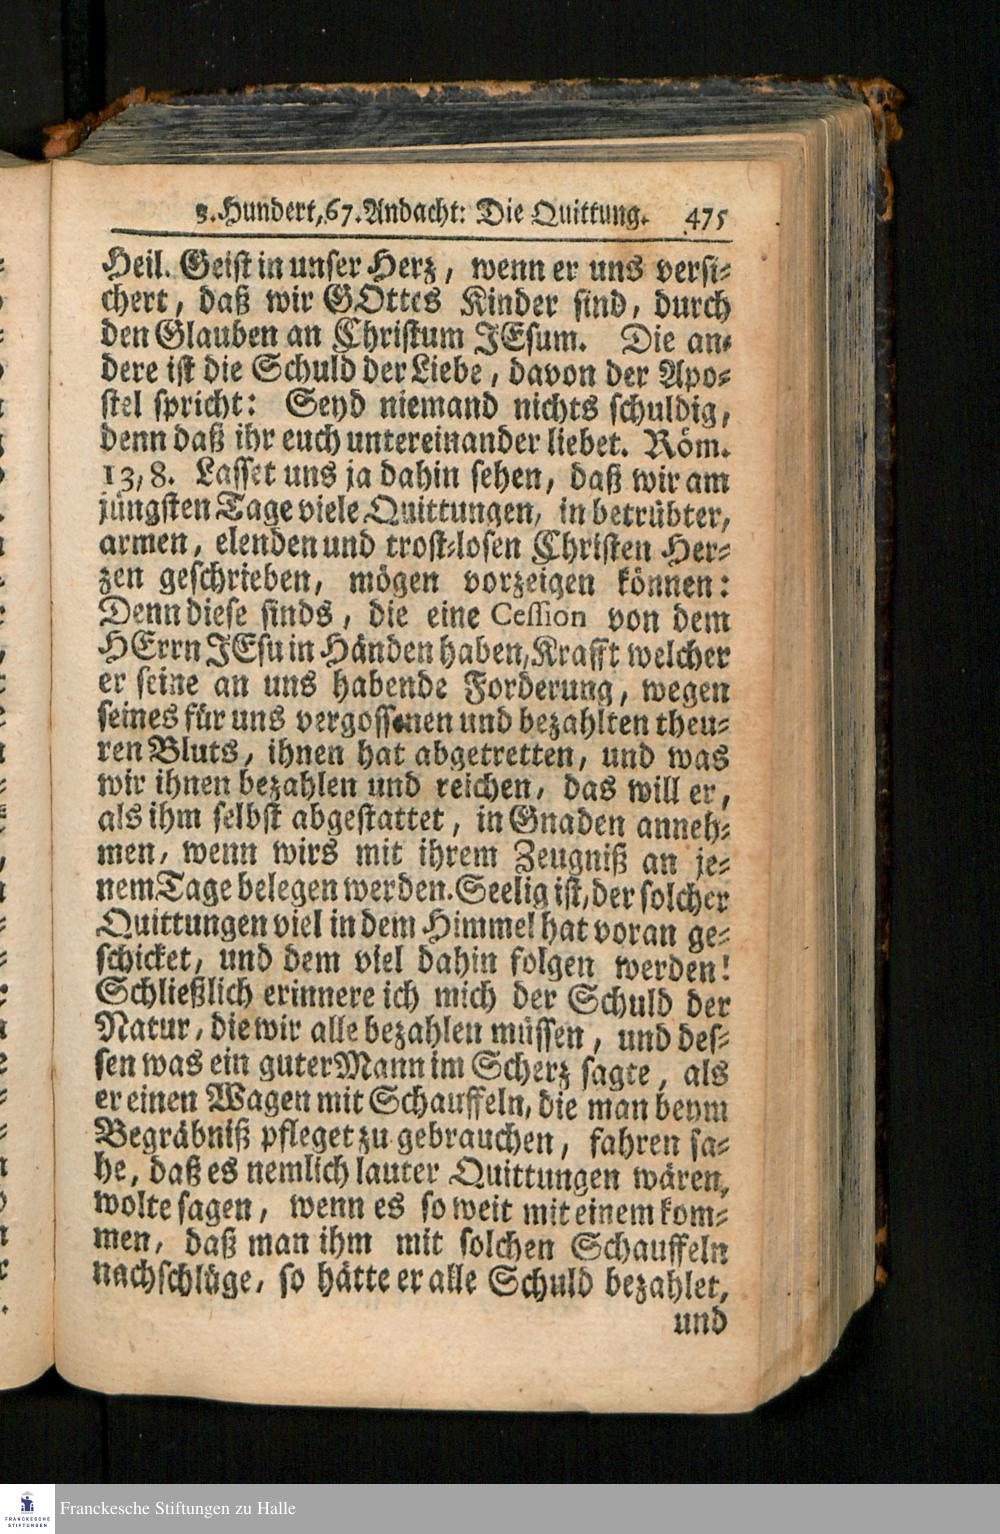 3. Hundert, 67. Andacht: Die Quittung. 475
Heil. Geist in unser Herz, wenn er uns versi-
chert, daß wir GOttes Kinder sind, durch
den Glauben an Christum JEsum. Die an-
dere ist die Schuld der Liebe, davon der Apo-
stel spricht: Seyd niemand nichts schuldig,
denn daß ihr euch untereinander liebet. Röm.
13, 8. Lasset uns ja dahin sehen, daß wir am
jüngsten Tage viele Quittungen, in betrübter,
armen, elenden und trost-losen Christen Her-
zen geschrieben, mögen vorzeigen können:
Denn diese sinds, die eine Cession von dem
HErrn JEsu in Händen haben, Krafft welcher
er seine an uns habende Forderung, wegen
seines für uns vergossenen und bezahlten theu-
ren Bluts, ihnen hat abgetretten, und was
wir ihnen bezahlen und reichen, das will er,
als ihm selbst abgestattet, in Gnaden anneh-
men, wenn wirs mit ihrem Zeugniß an je-
nem Tage belegen werden. Seelig ist, der solcher
Quittungen viel in dem Himmel hat voran ge-
schicket, und dem viel dahin folgen werden!
Schließlich erinnere ich mich der Schuld der
Natur, die wir alle bezahlen müssen, und des-
sen was ein guter Mann im Scherz sagte, als
er einen Wagen mit Schauffeln, die man beym
Begräbniß pfleget zu gebrauchen, fahren sa-
he, daß es nemlich lauter Quittungen wären,
wolte sagen, wenn es so weit mit einem kom-
men, daß man ihm mit solchen Schauffeln
nachschlüge, so hätte er alle Schuld bezahlet,
und
FRANCKESCHE
STIFTUNGEN
Franckesche Stiftungen zu Halle